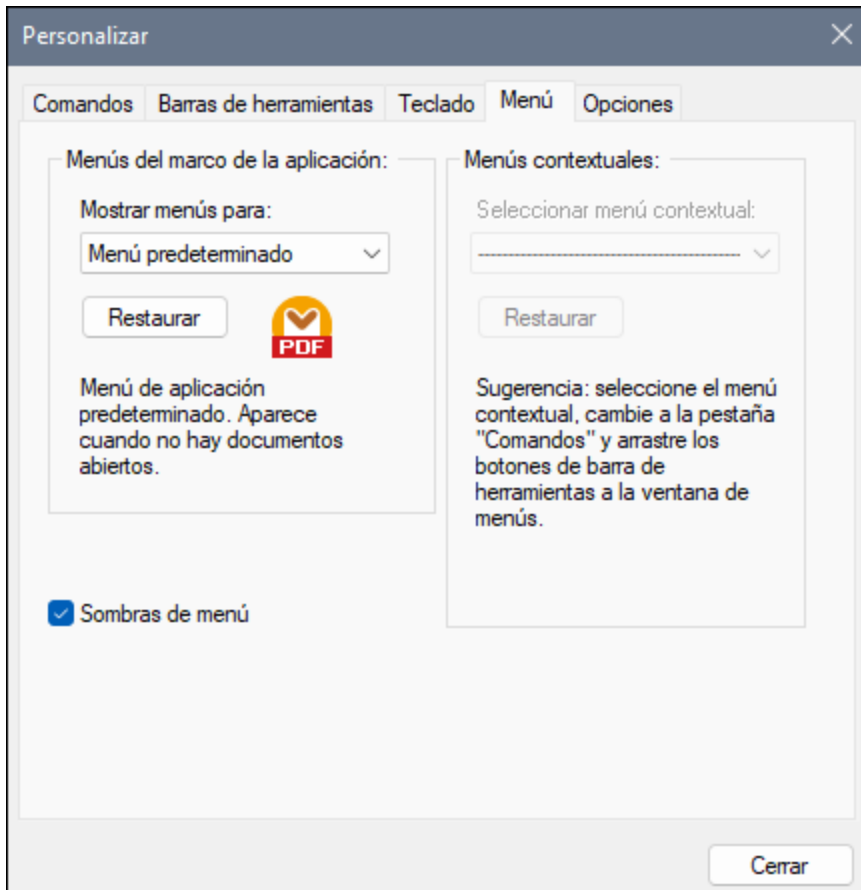 Personalizar
Comandos
Barras de herramientas
Teclado
Menú
Opciones
Menús del marco de la aplicación:
Mostrar menús para:
Menú predeterminado
Restaurar
PDF
Menú de aplicación
predeterminado. Aparece
cuando no hay documentos
abiertos.
Menús contextuales:
Seleccionar menú contextual:
Restaurar
Sugerencia: seleccione el menú
contextual, cambie a la pestaña
"Comandos" y arrastre los
botones de barra de
herramientas a la ventana de
menús.
Sombras de menú
Cerrar